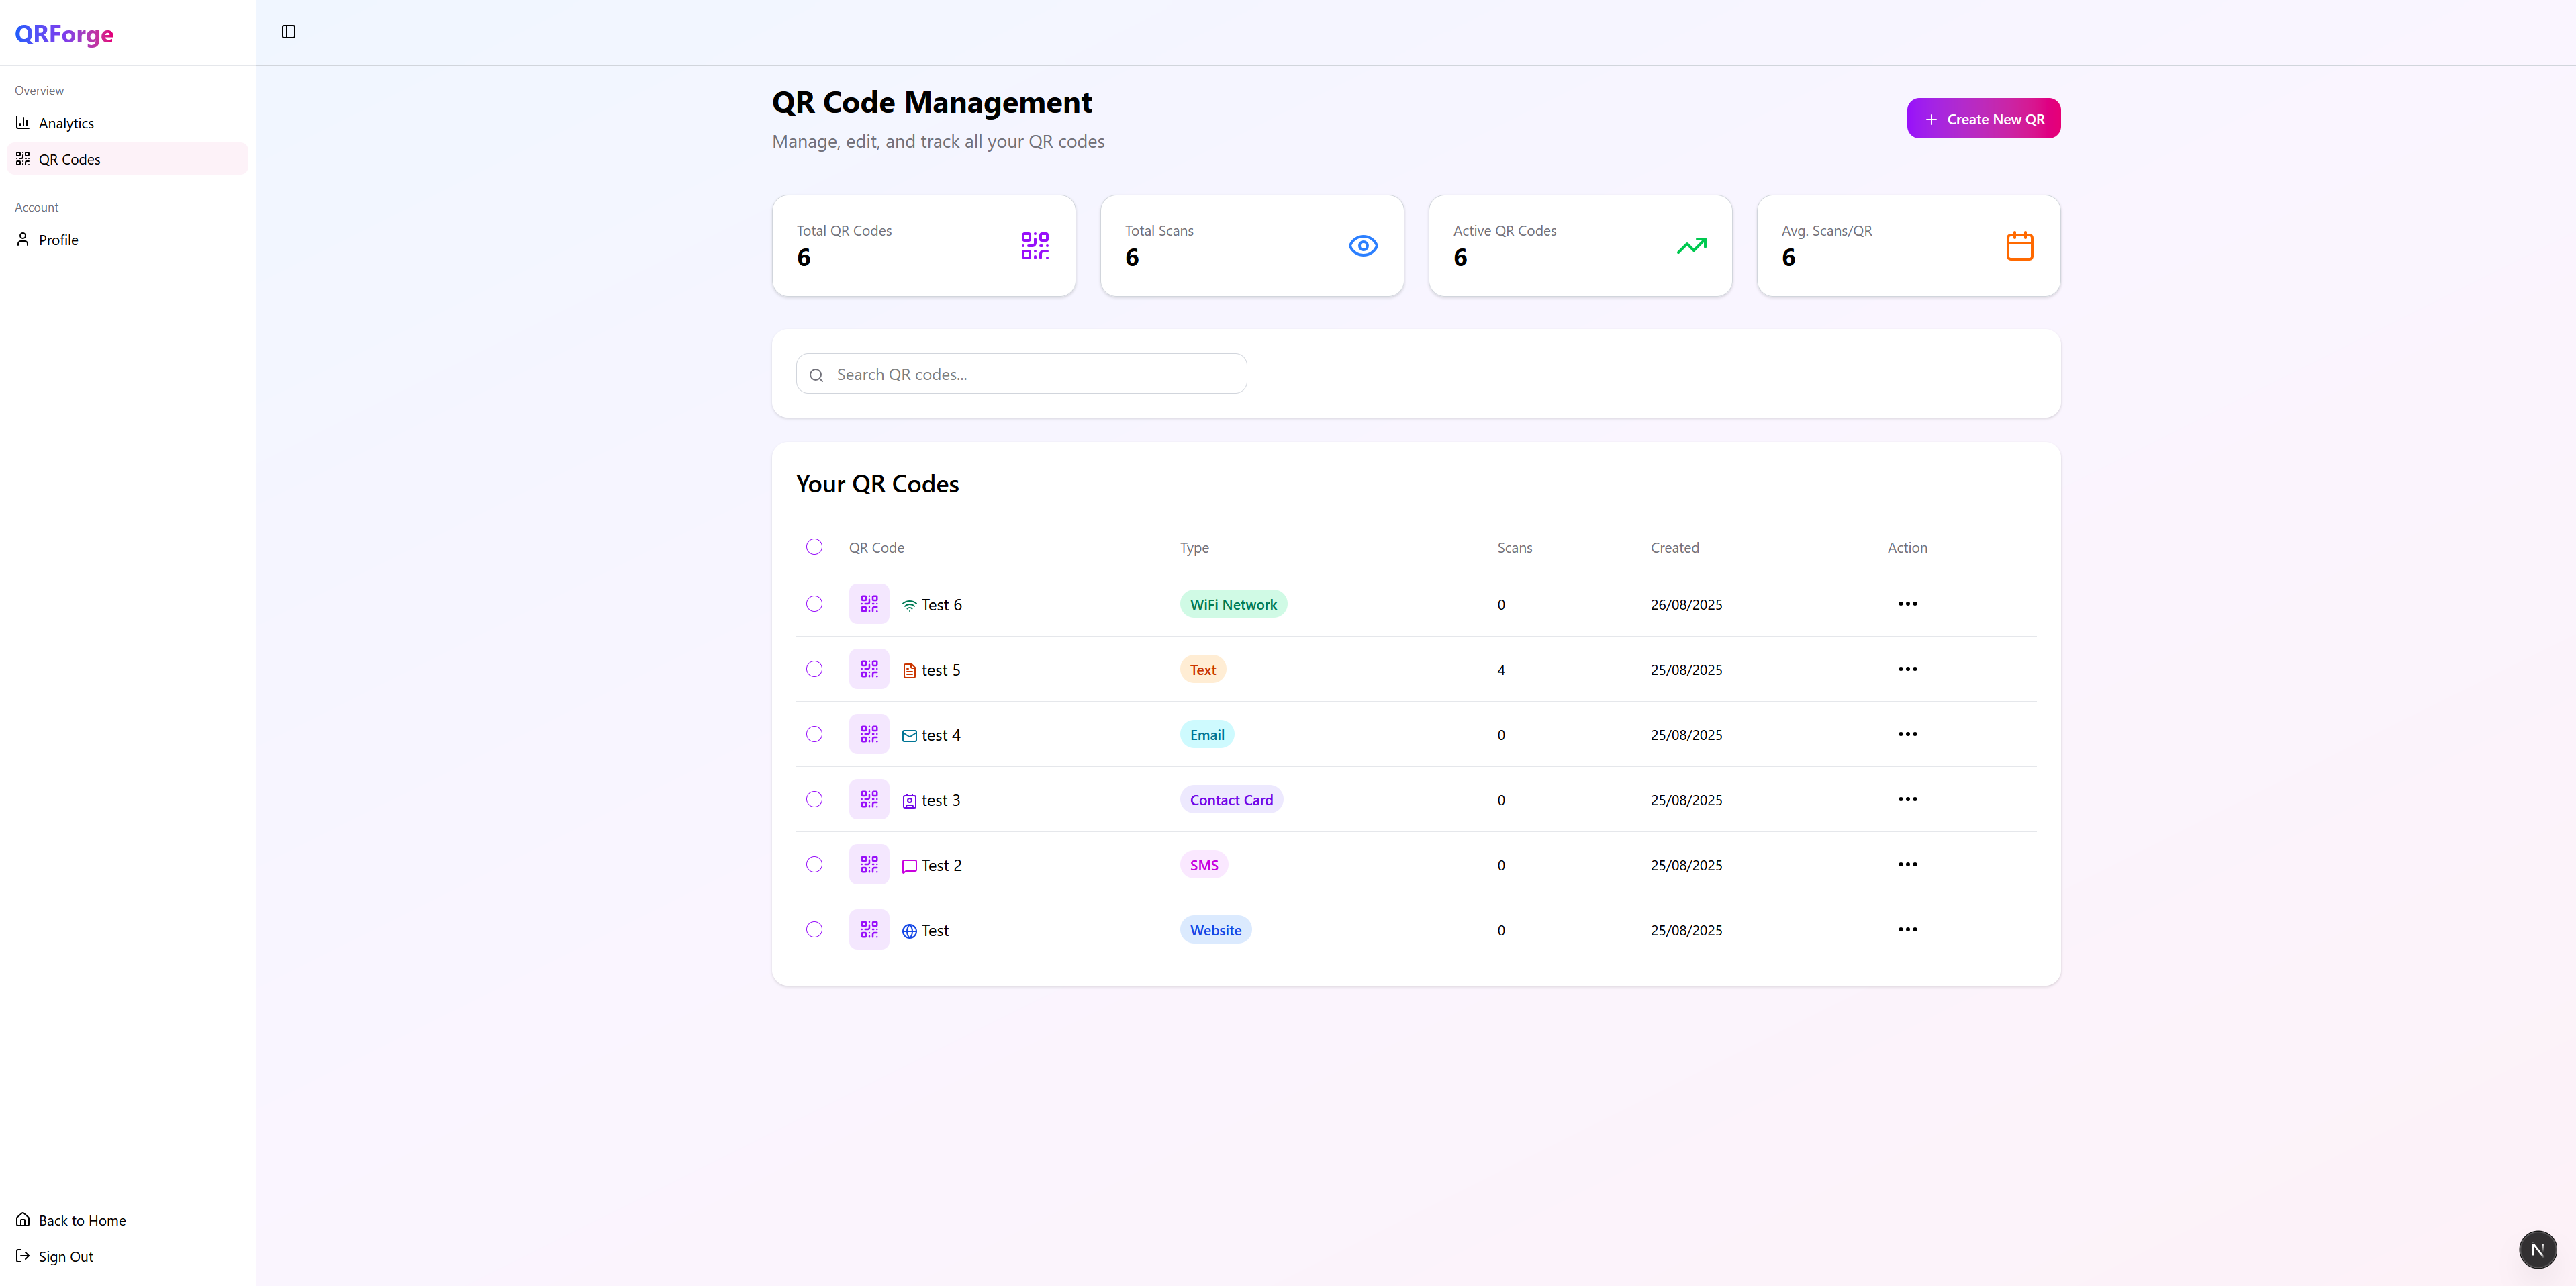 QRForge
Overview
Analytics
QR Codes
Account
Profile
Back to Home
Sign Out
QR Code Management
Manage, edit, and track all your QR codes
Create New QR
Total QR Codes
6
Total Scans
6
Active QR Codes
6
Avg. Scans/QR
6
Search QR codes...
Your QR Codes
QR Code Type Scans Created Action
Test 6 WiFi Network 0 26/08/2025
test 5 Text 4 25/08/2025
test 4 Email 0 25/08/2025
test 3 Contact Card 0 25/08/2025
Test 2 SMS 0 25/08/2025
Test Website 0 25/08/2025
N